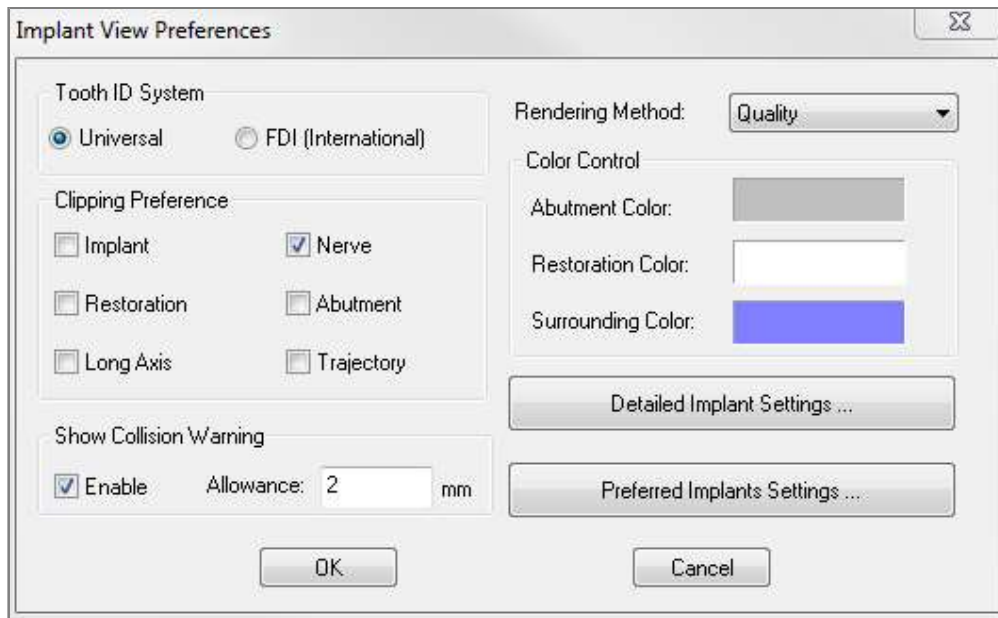 Implant View Preferences
Tooth ID System
Universal
FDI (International)
Clipping Preference
Implant
Nerve
Restoration
Abutment
Long Axis
Trajectory
Show Collision Warning
Enable
Allowance: 2 mm
Rendering Method: Quality
Color Control
Abutment Color:
Restoration Color:
Surrounding Color:
Detailed Implant Settings ...
Preferred Implants Settings ...
OK
Cancel